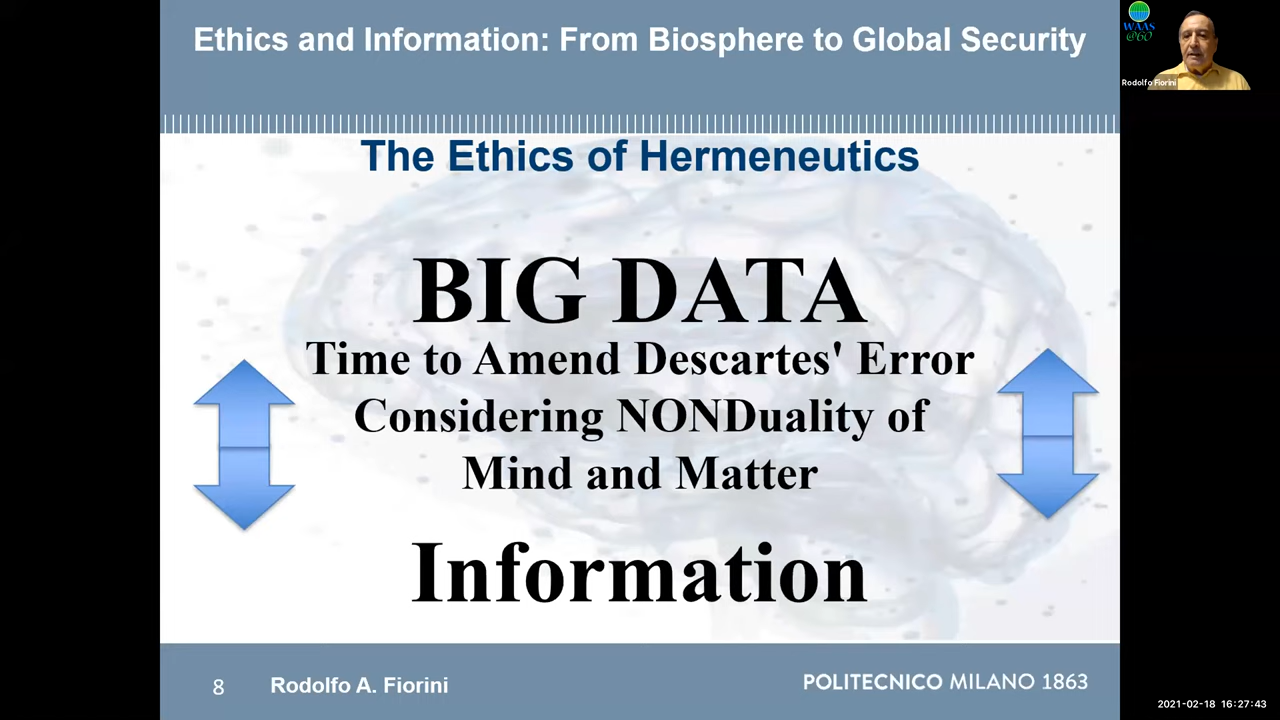 Ethics and Information: From Biosphere to Global Security
WAAS
@60
Rodolfo Fiorini
The Ethics of Hermeneutics
BIG DATA
Time to Amend Descartes' Error
Considering NONDuality of
Mind and Matter
Information
8
Rodolfo A. Fiorini
POLITECNICO MILANO 1863
2021-02-18 16:27:43